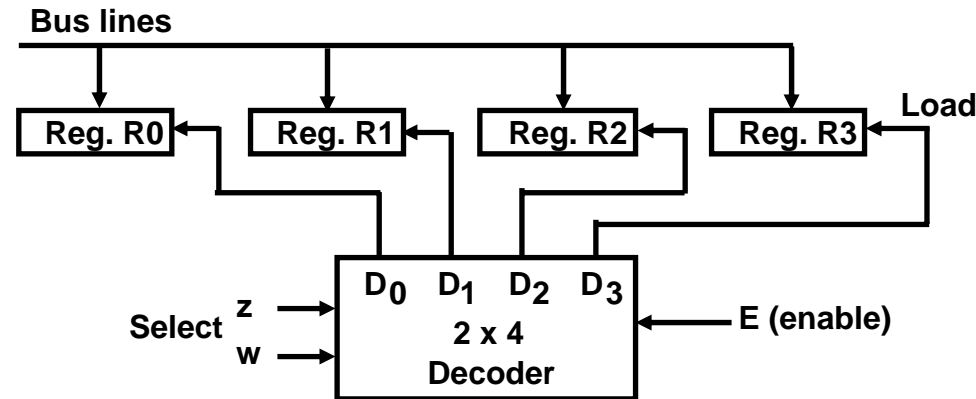 Bus lines
Load
Reg. R0 Reg. R1 Reg. R2 Reg. R3
D0 D1 D2 D3
z
Select
w
2 x 4
Decoder
E (enable)